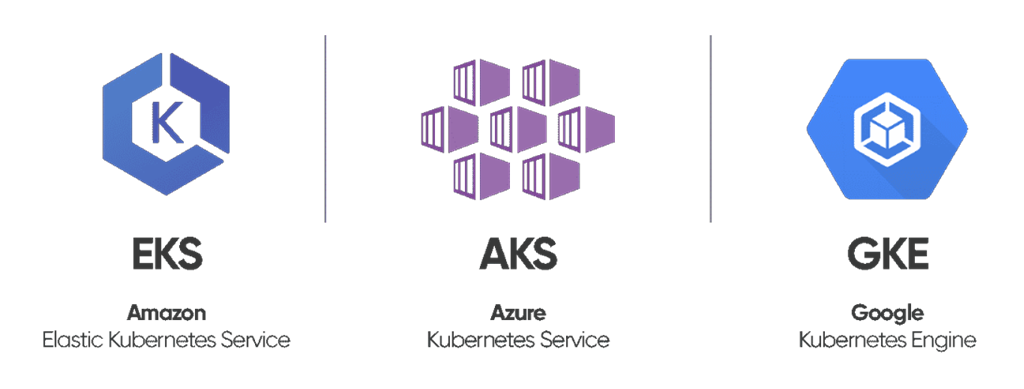 K
EKS
Amazon
Elastic Kubernetes Service
AKS
Azure
Kubernetes Service
GKE
Google
Kubernetes Engine